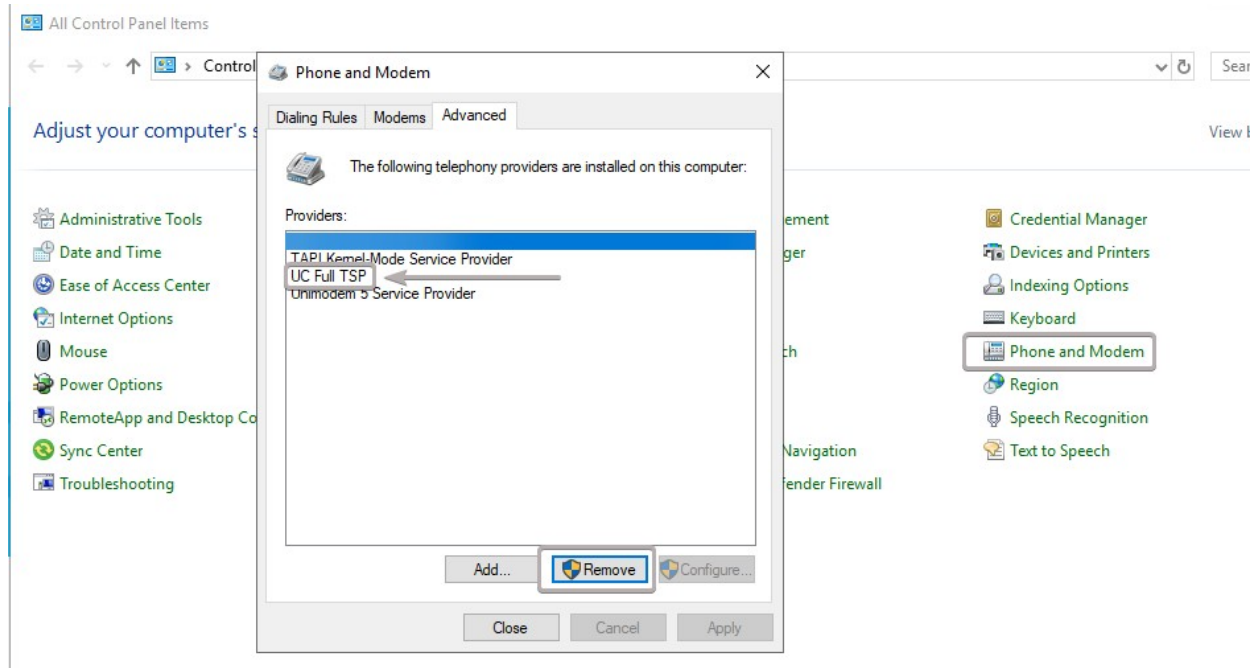 All Control Panel Items
Control
Sear
Phone and Modem
Dialing Rules Modems Advanced
Adjust your computer's s
View b
The following telephony providers are installed on this computer:
Providers:
TAPI Kernel-Mode Service Provider
UC Full TSP
Unimodem 5 Service Provider
Administrative Tools
Date and Time
Ease of Access Center
Internet Options
Mouse
Power Options
RemoteApp and Desktop Co
Sync Center
Troubleshooting
ement
ger
ch
Navigation
fender Firewall
Credential Manager
Devices and Printers
Indexing Options
Keyboard
Phone and Modem
Region
Speech Recognition
Text to Speech
Add... Remove Configure...
Close Cancel Apply